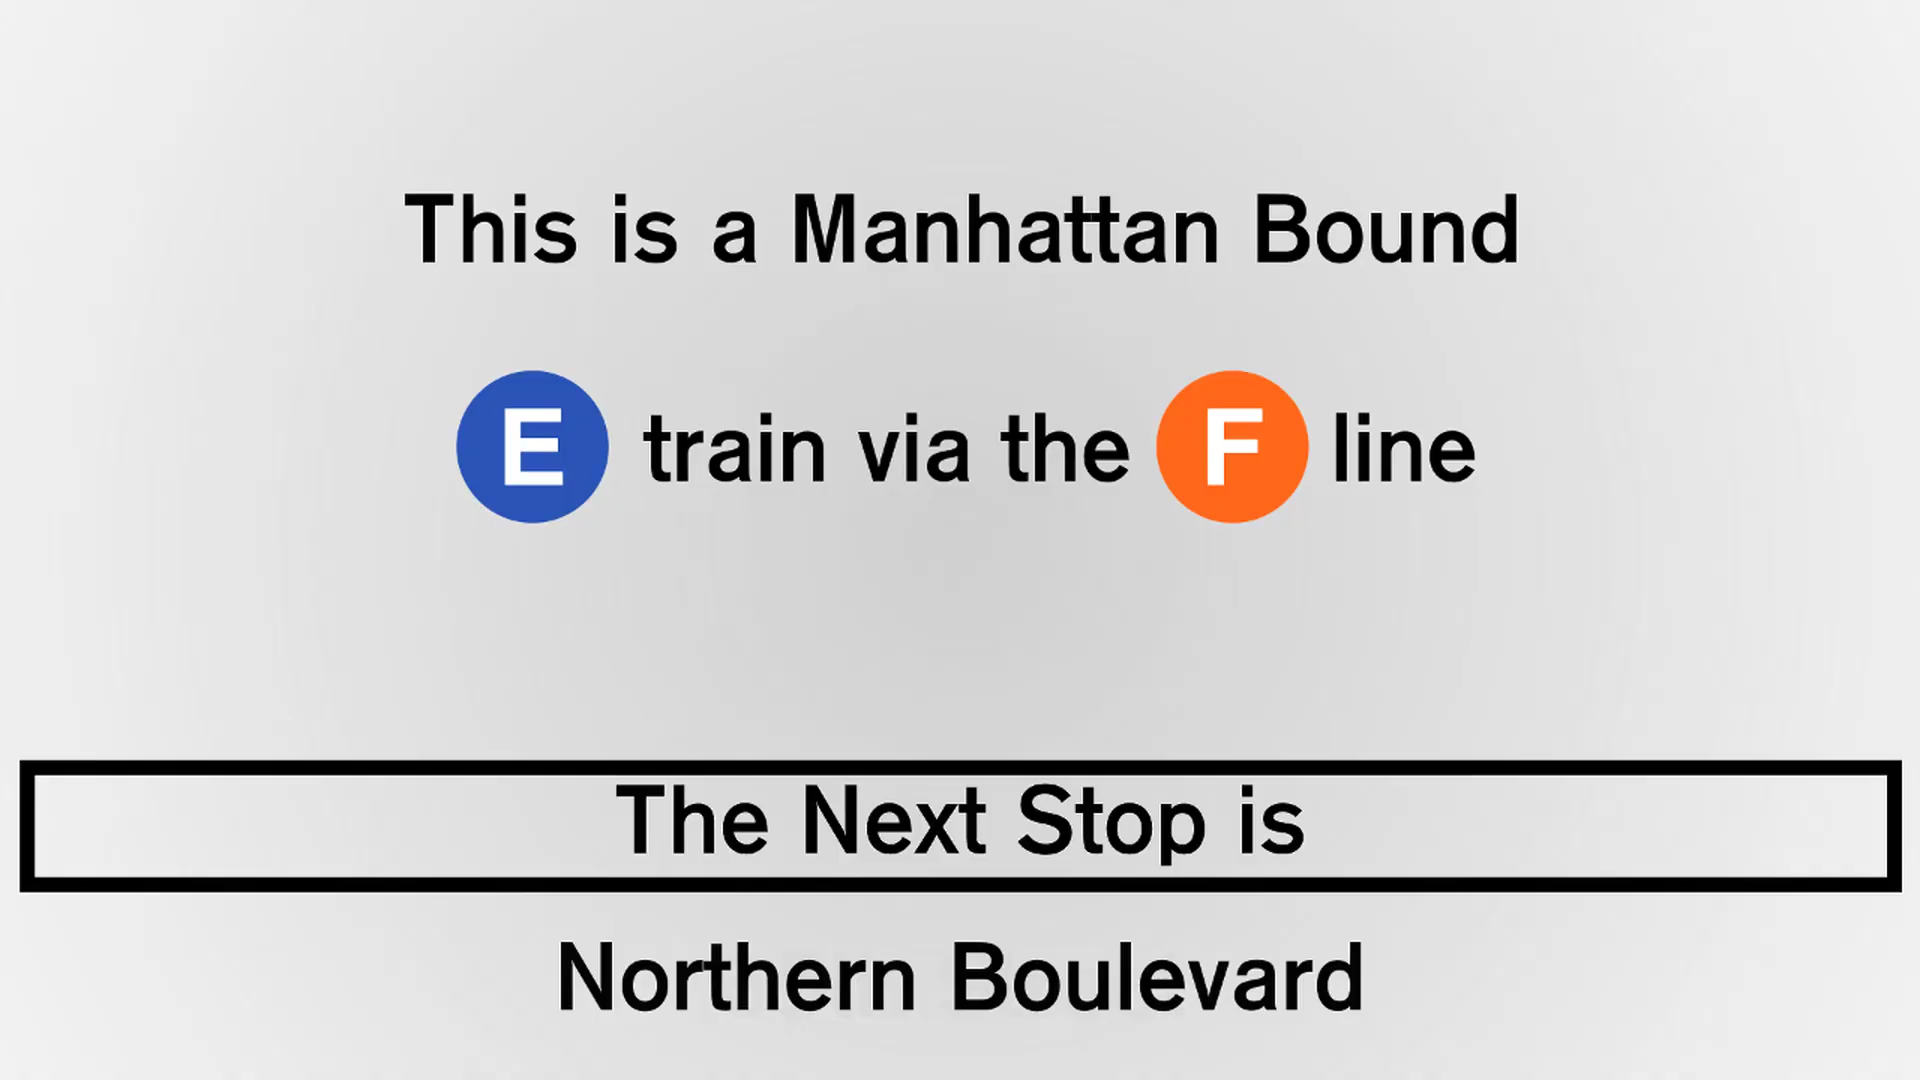 This is a Manhattan Bound
E train via the F line
The Next Stop is
Northern Boulevard